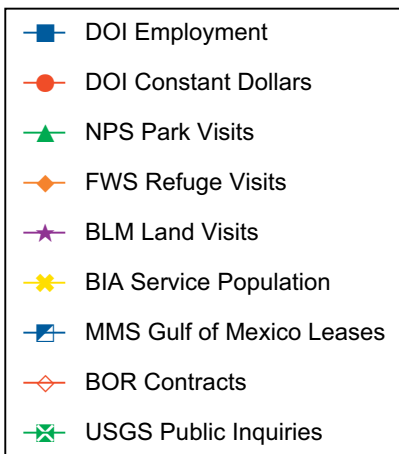 DOI Employment
DOI Constant Dollars
NPS Park Visits
FWS Refuge Visits
BLM Land Visits
BIA Service Population
MMS Gulf of Mexico Leases
BOR Contracts
USGS Public Inquiries